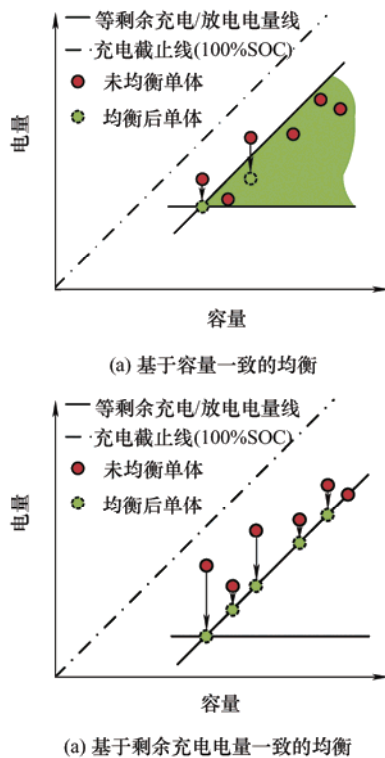 等剩余充电/放电电量线
充电截止线(100%SOC)
未均衡单体
均衡后单体
电量
容量
(a) 基于容量一致的均衡
等剩余充电/放电电量线
充电截止线(100%SOC)
未均衡单体
均衡后单体
电量
容量
(a) 基于剩余充电电量一致的均衡